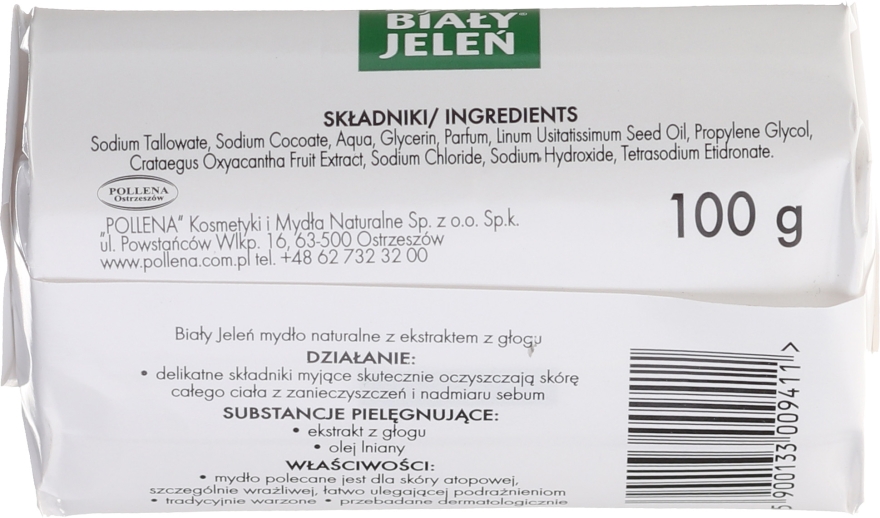 BIAŁY
JELEŃ
SKŁADNIKI/ INGREDIENTS
Sodium Tallowate, Sodium Cocoate, Aqua, Glycerin, Parfum, Linum Usitatissimum Seed Oil, Propylene Glycol,
Crataegus Oxyacantha Fruit Extract, Sodium Chloride, Sodium Hydroxide, Tetrasodium Etidronate.
POLLENA
Ostrzeszów
100 g
„POLLENA” Kosmetyki i Mydła Naturalne Sp. z o.o. Sp.k.
ul. Powstańców Wlkp. 16, 63-500 Ostrzeszów
www.pollena.com.pl tel. +48 62 732 32 00
Biały Jeleń mydło naturalne z ekstraktem z głogu
DZIAŁANIE:
• delikatne składniki myjące skutecznie oczyszczają skórę
całego ciała z zanieczyszczeń i nadmiaru sebum
SUBSTANCJE PIELĘGNUJĄCE:
• ekstrakt z głogu
• olej lniany
WŁAŚCIWOŚCI:
• mydło polecane jest dla skóry atopowej,
szczególnie wrażliwej, łatwo ulegającej podrażnieniom
• tradycyjnie warzone • przebadane dermatologicznie
5 900133 009411 >